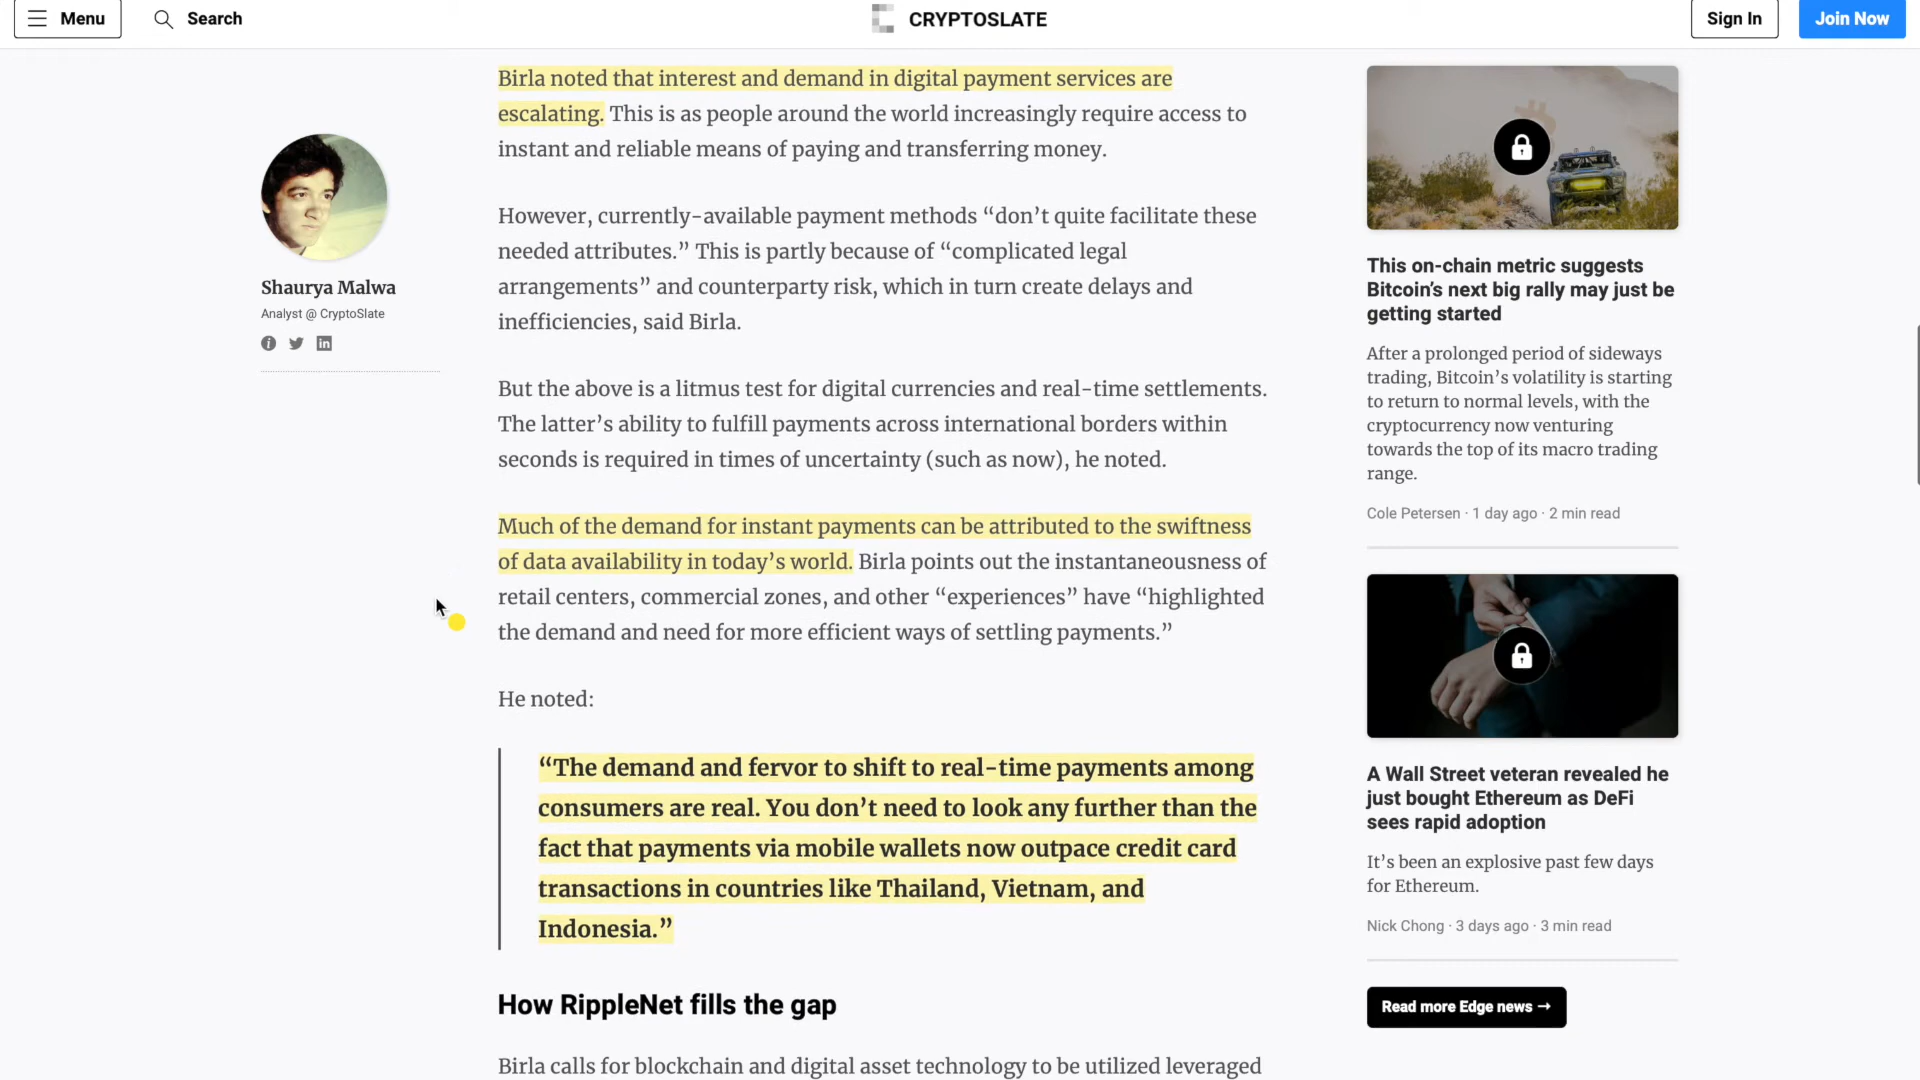 Menu
Search
CRYPTOSLATE
Sign In
Join Now
Birla noted that interest and demand in digital payment services are
escalating. This is as people around the world increasingly require access to
instant and reliable means of paying and transferring money.
However, currently-available payment methods “don’t quite facilitate these
needed attributes.” This is partly because of “complicated legal
arrangements” and counterparty risk, which in turn create delays and
inefficiencies, said Birla.
But the above is a litmus test for digital currencies and real-time settlements.
The latter’s ability to fulfill payments across international borders within
seconds is required in times of uncertainty (such as now), he noted.
Much of the demand for instant payments can be attributed to the swiftness
of data availability in today’s world. Birla points out the instantaneousness of
retail centers, commercial zones, and other “experiences” have “highlighted
the demand and need for more efficient ways of settling payments.”
He noted:
“The demand and fervor to shift to real-time payments among
consumers are real. You don’t need to look any further than the
fact that payments via mobile wallets now outpace credit card
transactions in countries like Thailand, Vietnam, and
Indonesia.”
How RippleNet fills the gap
Birla calls for blockchain and digital asset technology to be utilized leveraged
Shaurya Malwa
Analyst @ CryptoSlate
This on-chain metric suggests
Bitcoin’s next big rally may just be
getting started
After a prolonged period of sideways
trading, Bitcoin’s volatility is starting
to return to normal levels, with the
cryptocurrency now venturing
towards the top of its macro trading
range.
Cole Petersen · 1 day ago · 2 min read
A Wall Street veteran revealed he
just bought Ethereum as DeFi
sees rapid adoption
It’s been an explosive past few days
for Ethereum.
Nick Chong · 3 days ago · 3 min read
Read more Edge news →